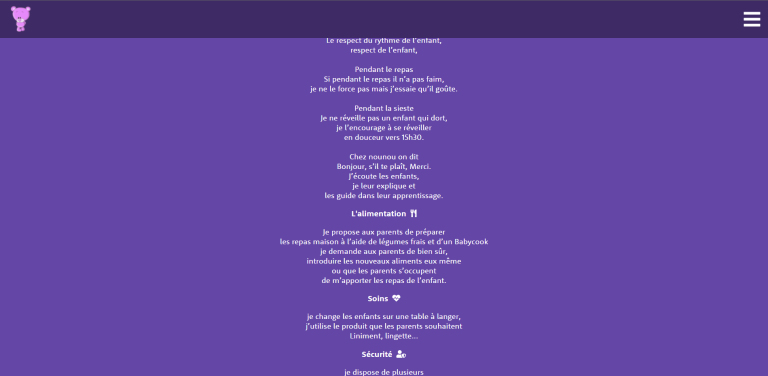 Le respect du rythme de l'enfant,
respect de l'enfant,
Pendant le repas
Si pendant le repas il n'a pas faim,
je ne le force pas mais j'essaie qu'il goûte.
Pendant la sieste
Je ne réveille pas un enfant qui dort,
je l'encourage à se réveiller
en douceur vers 15h30.
Chez nounou on dit
Bonjour, s'il te plaît, Merci.
J'écoute les enfants,
je leur explique et
les guide dans leur apprentissage.
L'alimentation
Je propose aux parents de préparer
les repas maison à l'aide de légumes frais et d'un Babycook
je demande aux parents de bien sûr,
introduire les nouveaux aliments eux même
ou que les parents s'occupent
de m'apporter les repas de l'enfant.
Soins
je change les enfants sur une table à langer,
j'utilise le produit que les parents souhaitent
Liniment, lingette...
Sécurité
je dispose de plusieurs